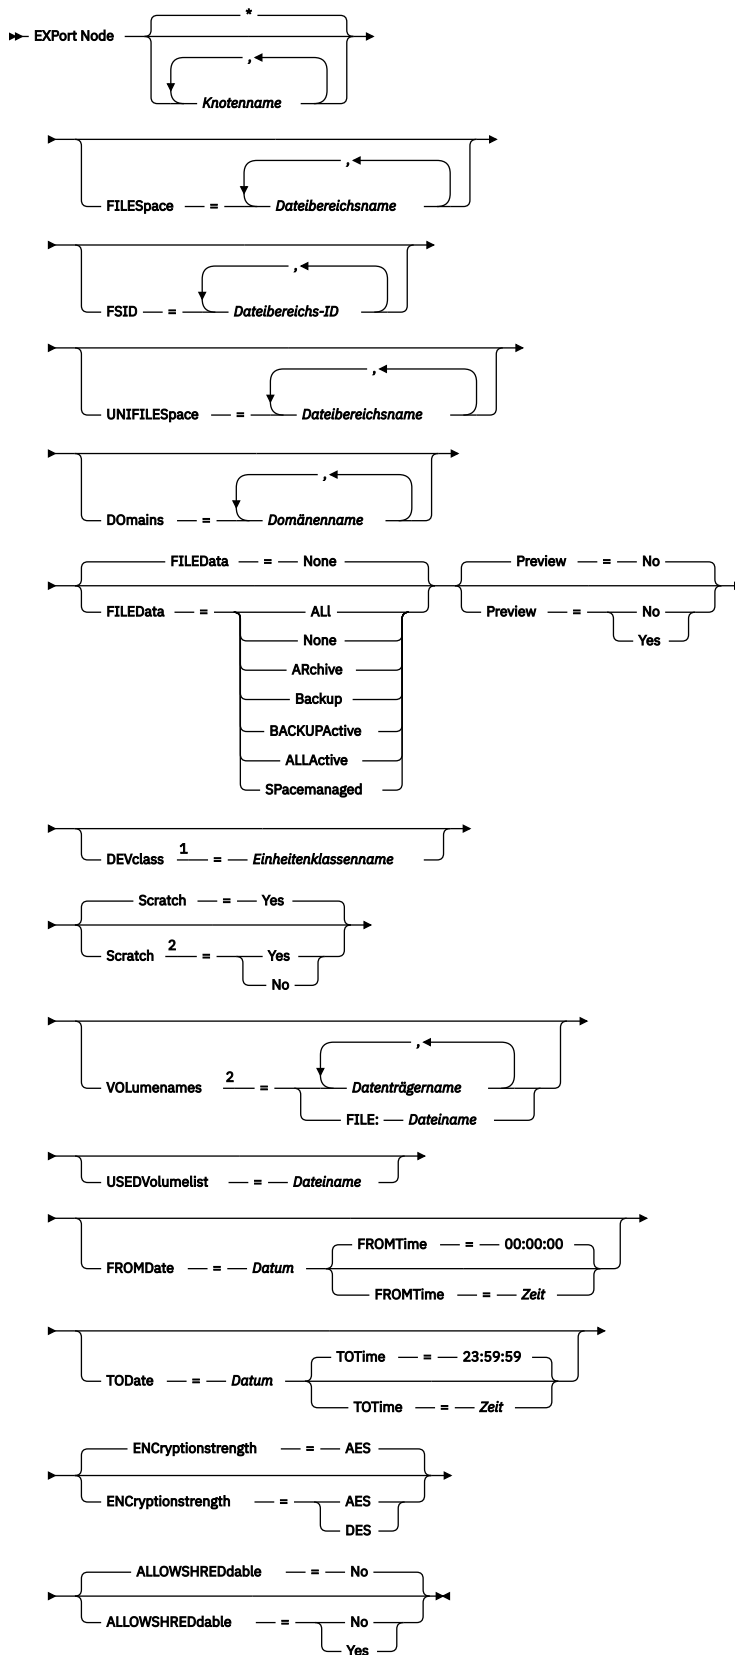 *
EXPort Node
,
Knotenname
,
FILESpace = Dateibereichsname
,
FSID = Dateibereichs-ID
,
UNIFILESpace = Dateibereichsname
,
DOmains = Domänenname
FILEData = None Preview = No
FILEData = ALl Preview = No
None Yes
ARchive
Backup
BACKUPActive
ALLActive
SPacemanaged
DEVclass 1 = Einheitenklassenname
Scratch = Yes
Scratch 2 = Yes
No
,
VOLumenames 2 = Datenträgername
FILE: Dateiname
USEDVolumelist = Dateiname
FROMTime = 00:00:00
FROMDate = Datum
FROMTime = Zeit
TOTime = 23:59:59
TODate = Datum
TOTime = Zeit
ENCryptionstrength = AES
ENCryptionstrength = AES
DES
ALLOWSHREDdable = No
ALLOWSHREDdable = No
Yes